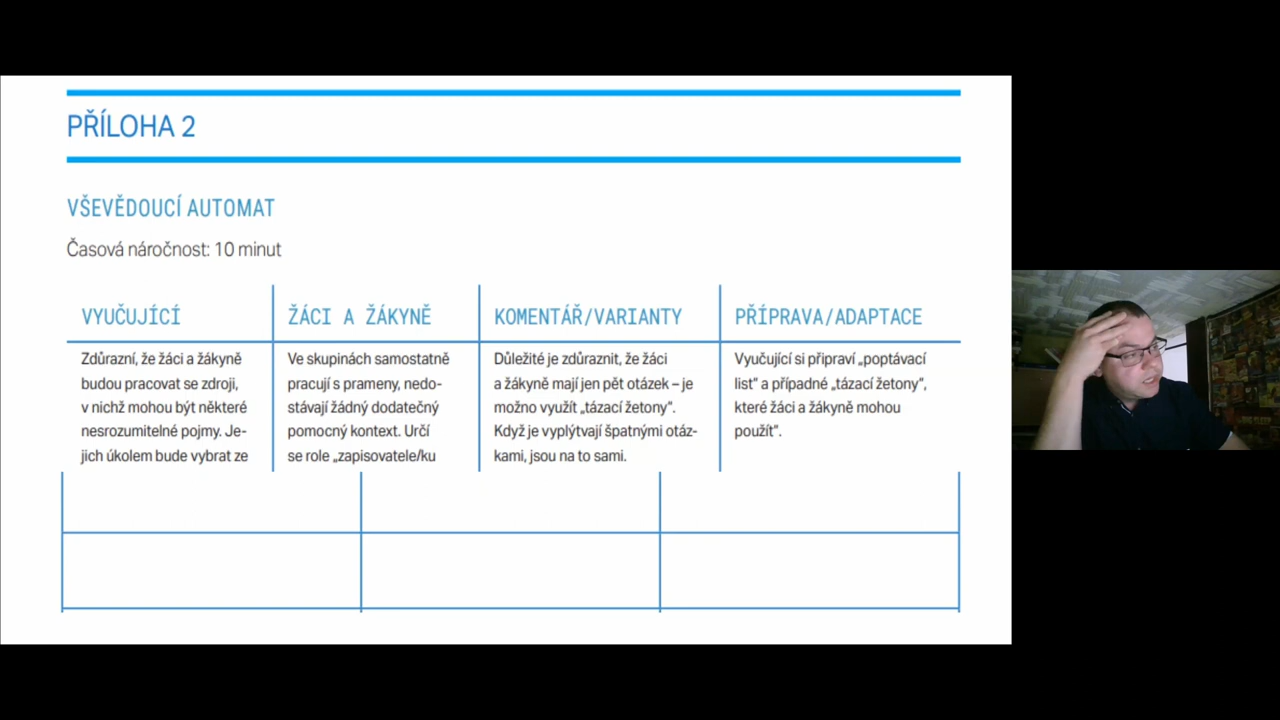 PŘÍLOHA 2
VŠEVĚDOUCÍ AUTOMAT
Časová náročnost: 10 minut
VYUČUJÍCÍ
Zdůrazní, že žáci a žákyně
budou pracovat se zdroji,
v nichž mohou být některé
nesrozumitelné pojmy. Je-
jich úkolem bude vybrat ze
ŽÁCI A ŽÁKYNĚ
Ve skupinách samostatně
pracují s prameny, nedo-
stávají žádný dodatečný
pomocný kontext. Určí
se role „zapisovatele/ku
KOMENTÁŘ/VARIANTY
Důležité je zdůraznit, že žáci
a žákyně mají jen pět otázek – je
možno využít „tázací žetony“.
Když je vyplýtvají špatnými otáz-
kami, jsou na to sami.
PŘÍPRAVA/ADAPTACE
Vyučující si připraví „poptávací
list“ a případné „tázací žetony“,
které žáci a žákyně mohou
použít“.